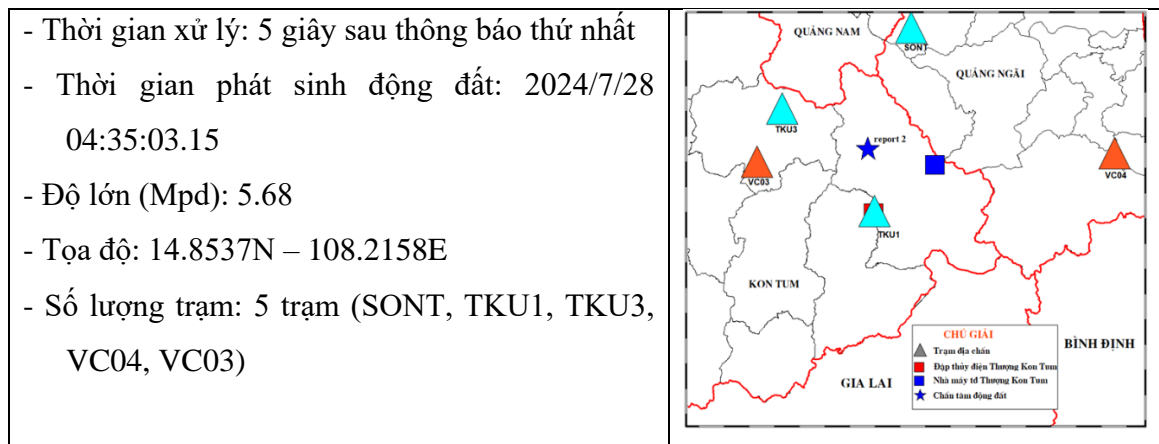 - Thời gian xử lý: 5 giây sau thông báo thứ nhất
- Thời gian phát sinh động đất: 2024/7/28
04:35:03.15
- Độ lớn (Mpd): 5.68
- Tọa độ: 14.8537N – 108.2158E
- Số lượng trạm: 5 trạm (SONT, TKU1, TKU3,
VC04, VC03)
QUẢNG NAM
SONT
QUẢNG NGÃI
TKU3
report 2
VC03
VC04
TKU1
KON TUM
CHÚ GIẢI
Trạm địa chấn
Đập thủy điện Thượng Kon Tum
Nhà máy tđ Thượng Kon Tum
Chấn tâm động đất
BÌNH ĐỊNH
GIA LAI